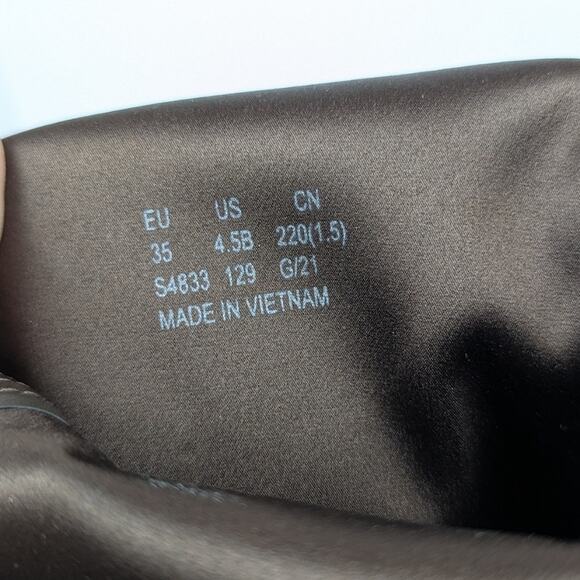 EU US CN
35 4.5B 220(1.5)
S4833 129 G/21
MADE IN VIETNAM